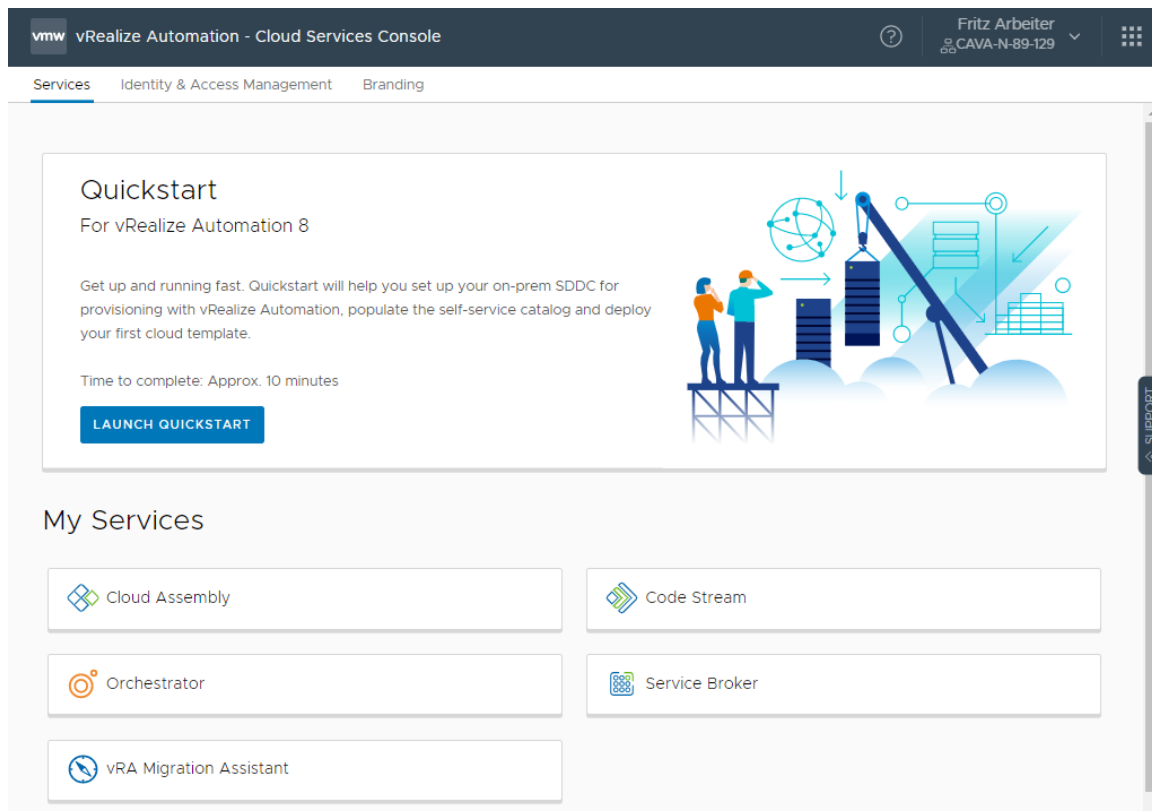 vmw vRealize Automation - Cloud Services Console
Fritz Arbeiter
CAVA-N-89-129
Services Identity & Access Management Branding
Quickstart
For vRealize Automation 8
Get up and running fast. Quickstart will help you set up your on-prem SDDC for
provisioning with vRealize Automation, populate the self-service catalog and deploy
your first cloud template.
Time to complete: Approx. 10 minutes
LAUNCH QUICKSTART
SUPPORT
My Services
Cloud Assembly
Code Stream
Orchestrator
Service Broker
vRA Migration Assistant